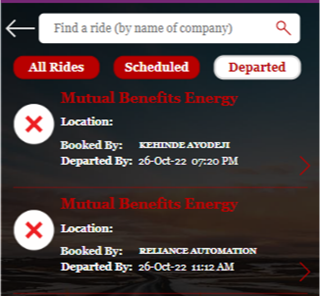 Find a ride (by name of company)
All Rides Scheduled Departed
Mutual Benefits Energy
Location:
Booked By: KEHINDE AYODEJI
Departed By: 26-Oct-22 07:20 PM
Mutual Benefits Energy
Location:
Booked By: RELIANCE AUTOMATION
Departed By: 26-Oct-22 11:12 AM